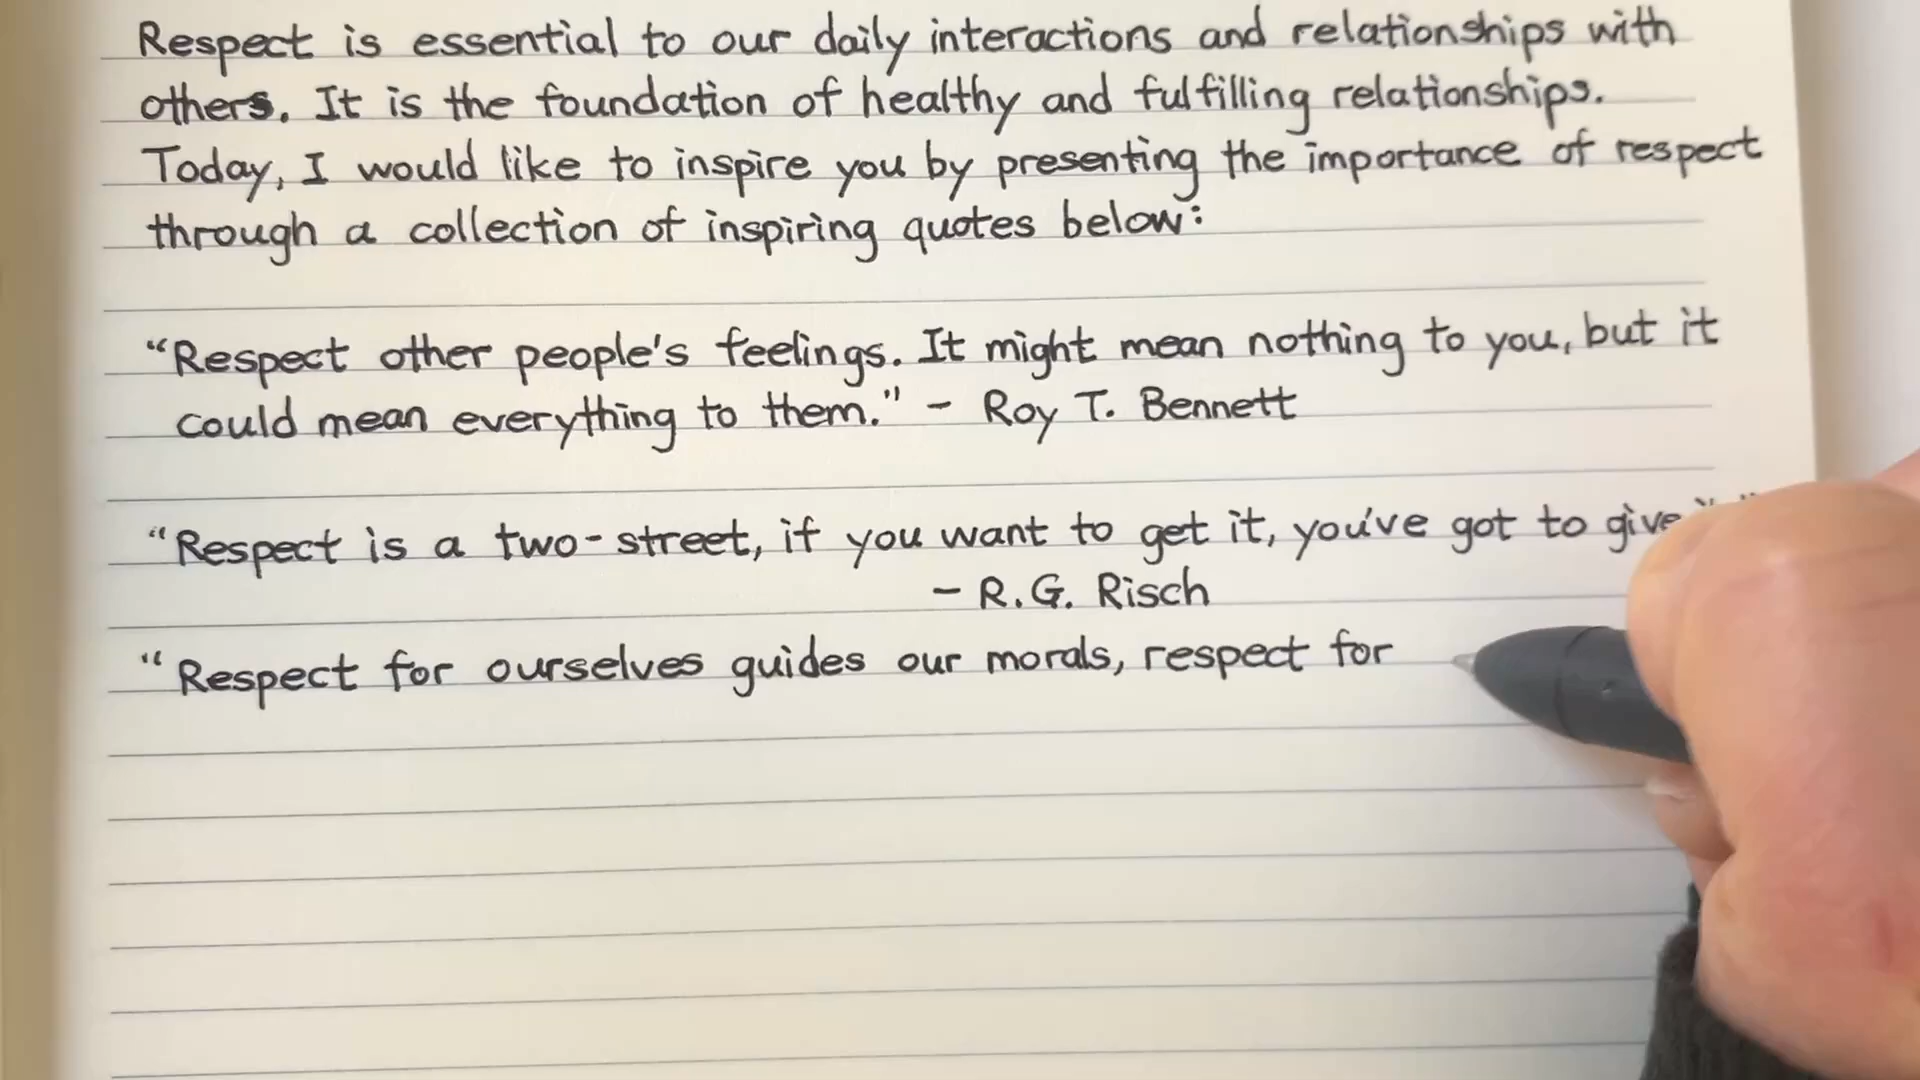 Respect is essential to our daily interactions and relationships with
others. It is the foundation of healthy and fulfilling relationships.
Today, I would like to inspire you by presenting the importance of respect
through a collection of inspiring quotes below:
“Respect other people's feelings. It might mean nothing to you, but it
could mean everything to them.” - Roy T. Bennett
“Respect is a two-street, if you want to get it, you've got to give
- R.G. Risch
“Respect for ourselves guides our morals, respect for